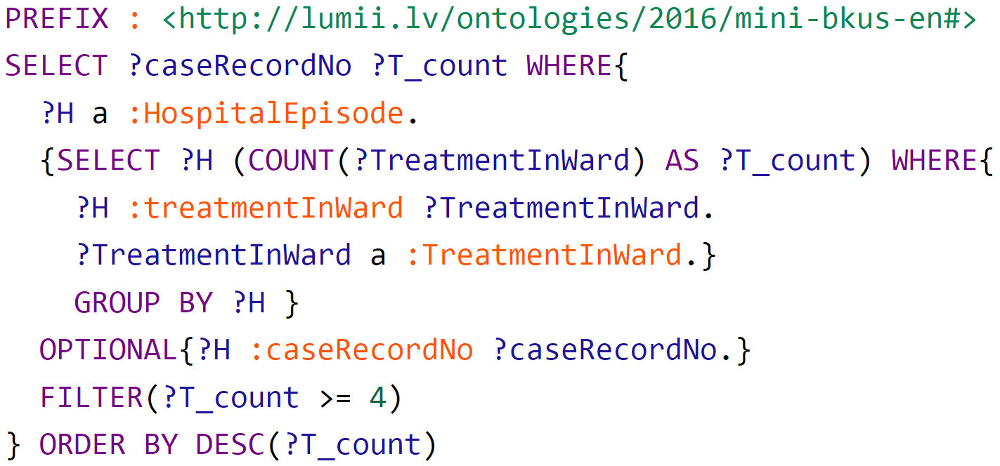 PREFIX : <http://lumii.lv/ontologies/2016/mini-bkus-en#>
SELECT ?caseRecordNo ?T_count WHERE{
?H a :HospitalEpisode.
{SELECT ?H (COUNT(?TreatmentInWard) AS ?T_count) WHERE{
?H :treatmentInWard ?TreatmentInWard.
?TreatmentInWard a :TreatmentInWard.}
GROUP BY ?H }
OPTIONAL{?H :caseRecordNo ?caseRecordNo.}
FILTER(?T_count >= 4)
} ORDER BY DESC(?T_count)